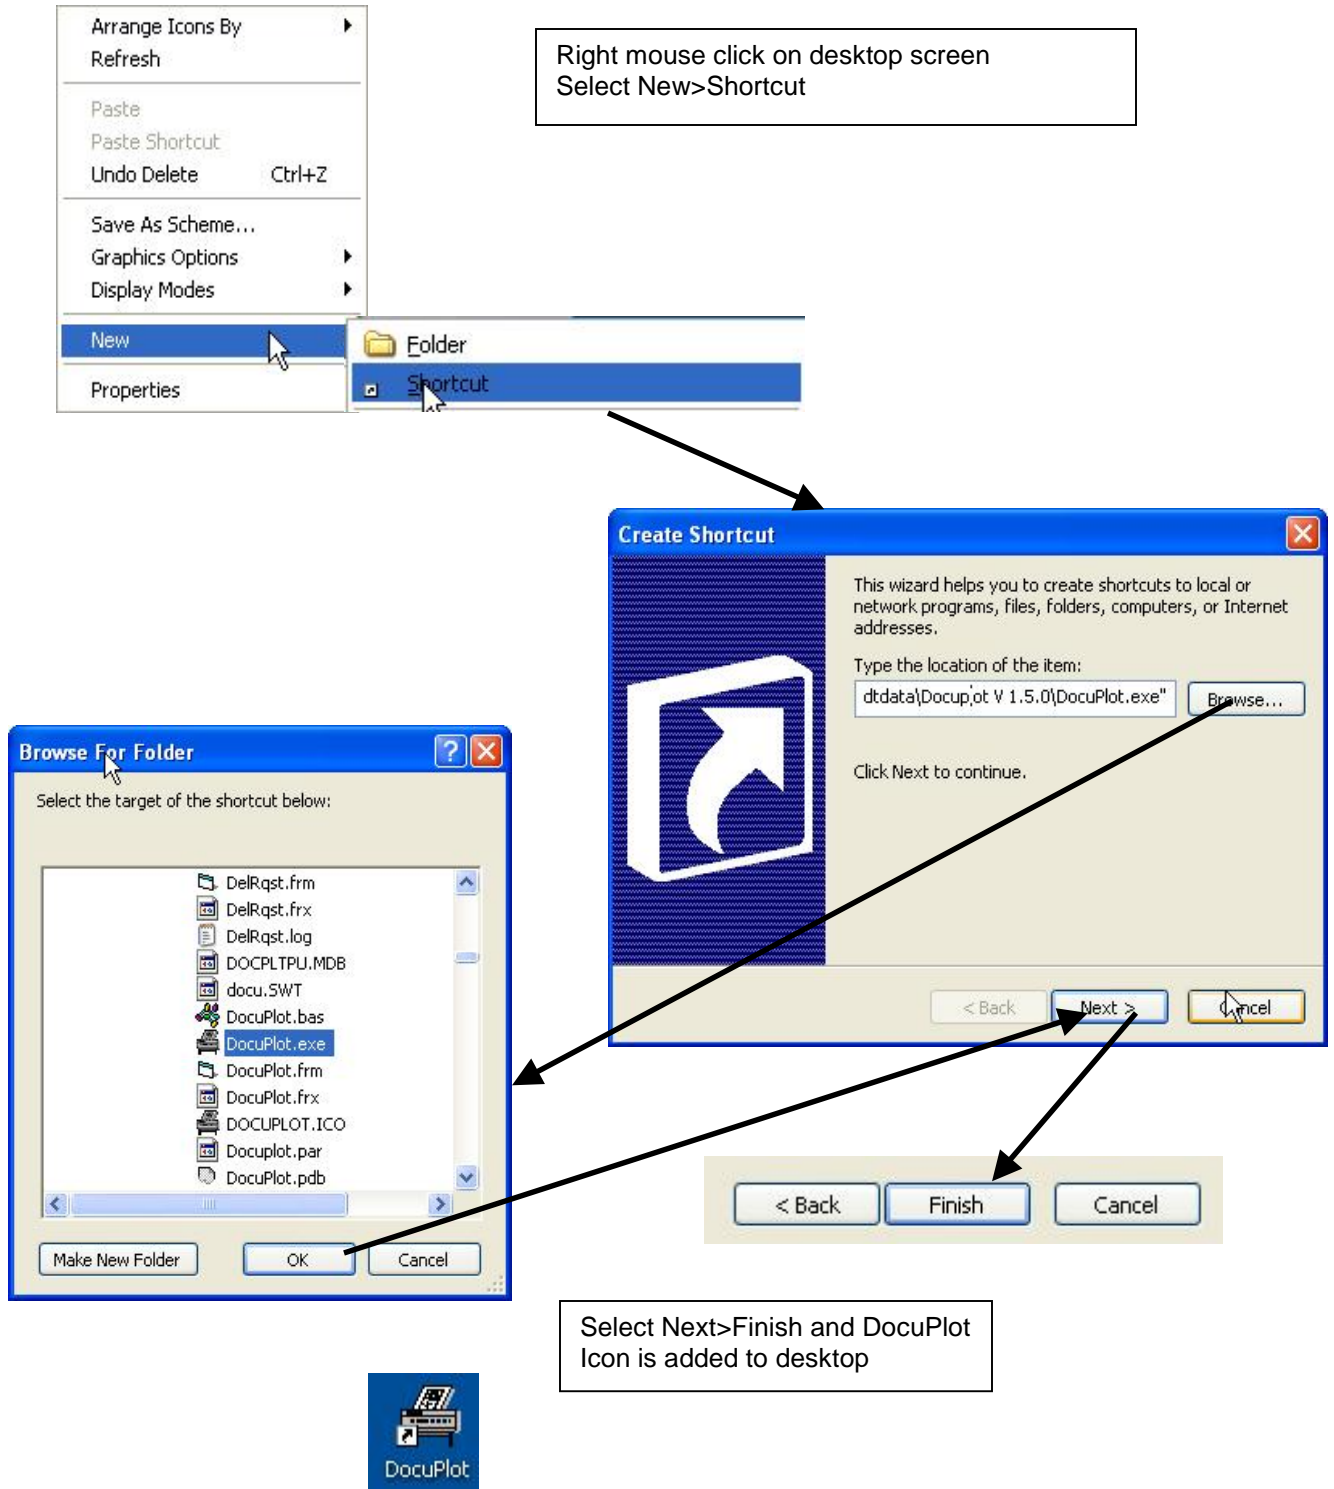 Arrange Icons By
Refresh
Paste
Paste Shortcut
Undo Delete Ctrl+Z
Save As Scheme...
Graphics Options
Display Modes
New
Properties
Folder
Shortcut
Right mouse click on desktop screen
Select New>Shortcut
Create Shortcut
This wizard helps you to create shortcuts to local or
network programs, files, folders, computers, or Internet
addresses.
Type the location of the item:
dtdata\Docuplot V 1.5.0\DocuPlot.exe"
Browse...
Click Next to continue.
< Back
Next >
Cancel
Browse For Folder
Select the target of the shortcut below:
DelRqst.frm
DelRqst.frx
DelRqst.log
DOCPLTPU.MDB
docu.SWT
DocuPlot.bas
DocuPlot.exe
DocuPlot.frm
DocuPlot.frx
DOCUPLOT.ICO
Docuplot.par
DocuPlot.pdb
Make New Folder
OK
Cancel
< Back
Finish
Cancel
Select Next>Finish and DocuPlot
Icon is added to desktop
DocuPlot